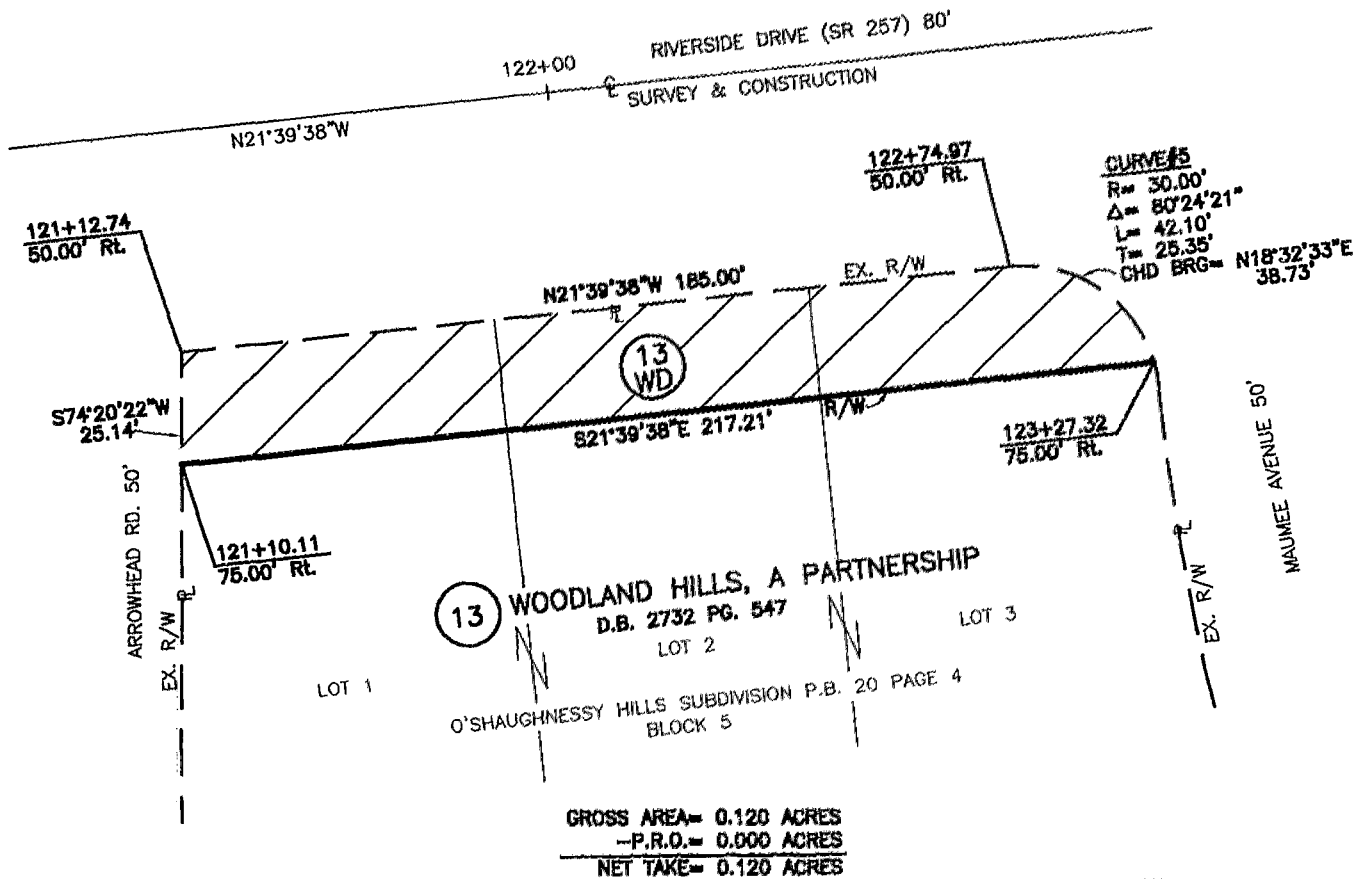 RIVERSIDE DRIVE (SR 257) 80'
122+00
℄ SURVEY & CONSTRUCTION
N21°39'38"W
122+74.97
50.00' Rt.
CURVE#5
R= 30.00'
Δ= 80°24'21"
L= 42.10'
T= 25.35'
CHD BRG= N18°32'33"E
38.73'
121+12.74
50.00' Rt.
N21°39'38"W 185.00'
EX. R/W
PL
13
WD
S74°20'22"W
25.14'
S21°39'38"E 217.21'
R/W
123+27.32
75.00' Rt.
ARROWHEAD RD. 50'
EX. R/W PL
121+10.11
75.00' Rt.
MAUMEE AVENUE 50'
PL
EX. R/W
13 WOODLAND HILLS, A PARTNERSHIP
D.B. 2732 PG. 547
LOT 1
LOT 2
LOT 3
O'SHAUGHNESSY HILLS SUBDIVISION P.B. 20 PAGE 4
BLOCK 5
GROSS AREA= 0.120 ACRES
-P.R.O.= 0.000 ACRES
NET TAKE= 0.120 ACRES